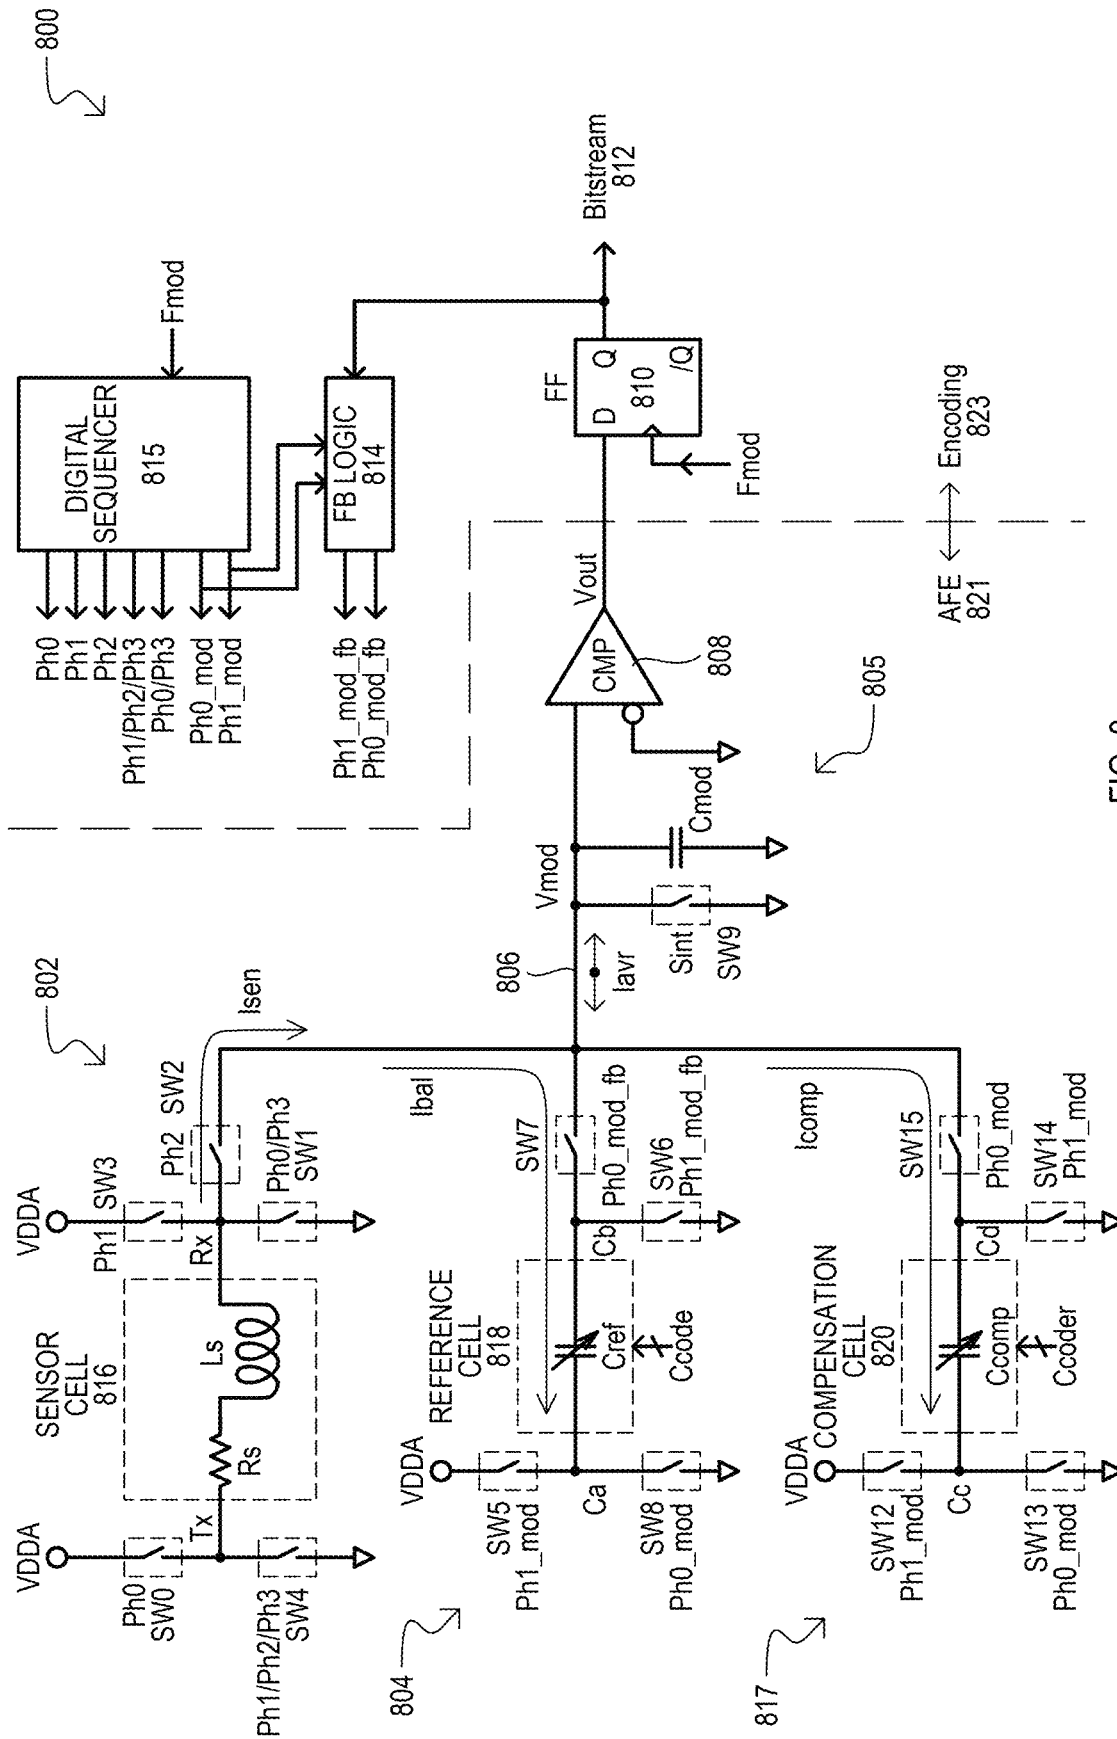 800
802
VDDA
VDDA
SENSOR
CELL
816
Ph0
SW0
Tx
Rs
Ls
Rx
Ph1
SW3
Ph2
SW2
Isen
Ph1/Ph2/Ph3
SW4
Ph0/Ph3
SW1
DIGITAL
SEQUENCER
815
Fmod
Ph0
Ph1
Ph2
Ph1/Ph2/Ph3
Ph0/Ph3
Ph0_mod
Ph1_mod
FB LOGIC
814
Ph1_mod_fb
Ph0_mod_fb
804
VDDA
REFERENCE
CELL
818
SW5
Ph1_mod
Ca
Cref
Ccode
Cb
SW8
Ph0_mod
Ibal
SW7
Ph0_mod_fb
SW6
Ph1_mod_fb
806
Iavr
Vmod
Sint
SW9
Cmod
CMP
808
Vout
805
FF
D
Q
810
/Q
Fmod
Bitstream
812
AFE
821
Encoding
823
817
VDDA
COMPENSATION
CELL
820
SW12
Ph1_mod
Cc
Ccomp
Ccoder
Cd
SW13
Ph0_mod
Icomp
SW15
Ph0_mod
SW14
Ph1_mod